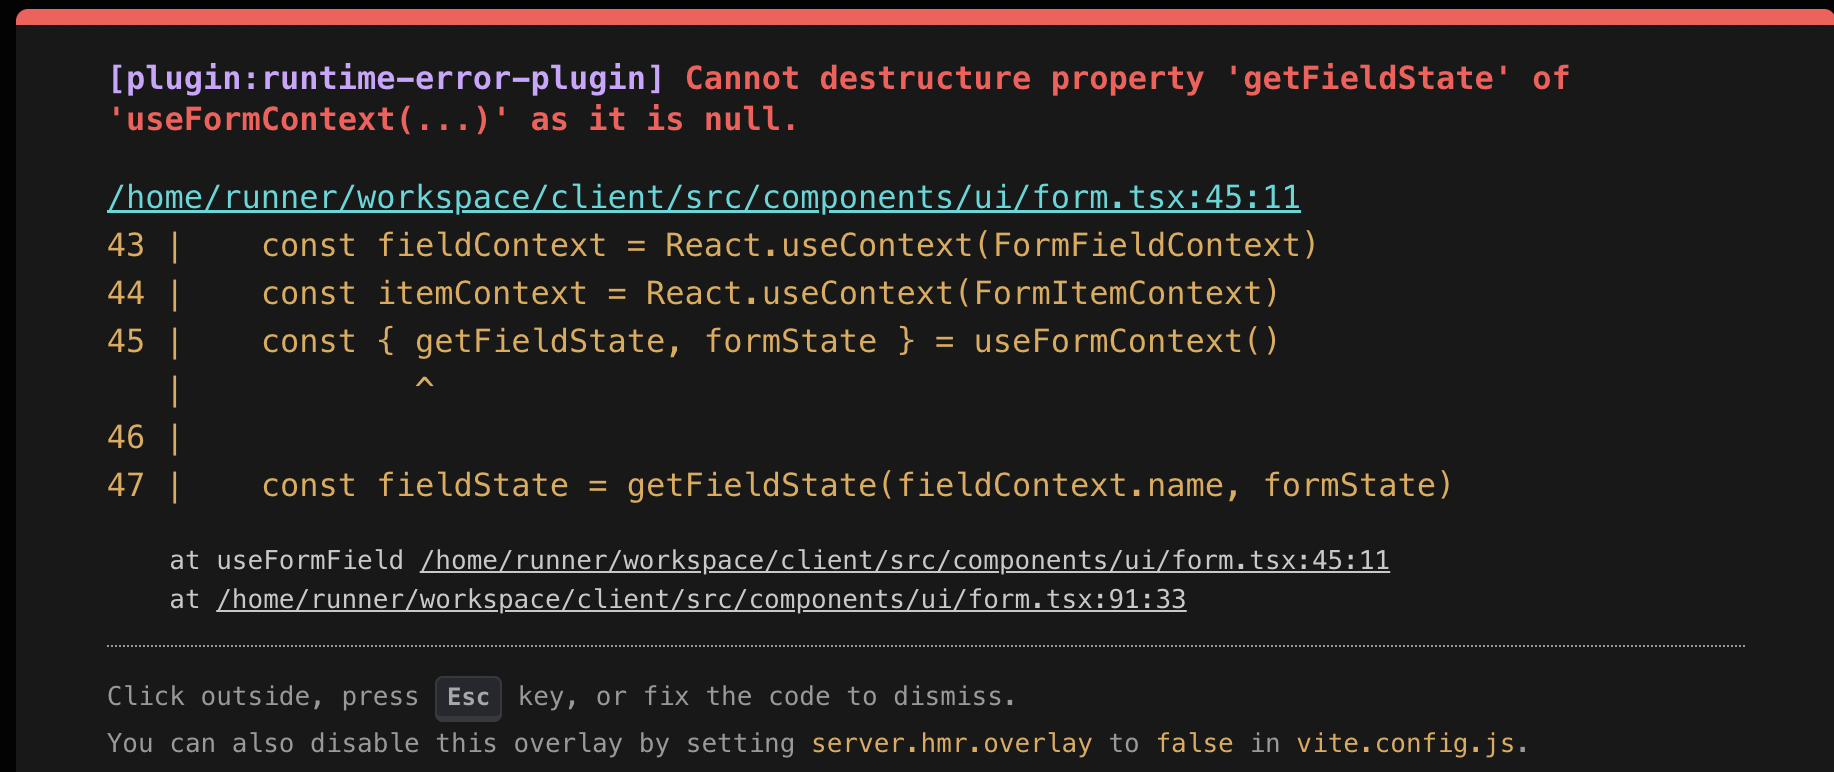 [plugin:runtime-error-plugin] Cannot destructure property 'getFieldState' of
'useFormContext(...)' as it is null.
/home/runner/workspace/client/src/components/ui/form.tsx:45:11
43 |    const fieldContext = React.useContext(FormFieldContext)
44 |    const itemContext = React.useContext(FormItemContext)
45 |    const { getFieldState, formState } = useFormContext()
   |            ^
46 |
47 |    const fieldState = getFieldState(fieldContext.name, formState)
    at useFormField /home/runner/workspace/client/src/components/ui/form.tsx:45:11
    at /home/runner/workspace/client/src/components/ui/form.tsx:91:33
Click outside, press Esc key, or fix the code to dismiss.
You can also disable this overlay by setting server.hmr.overlay to false in vite.config.js.